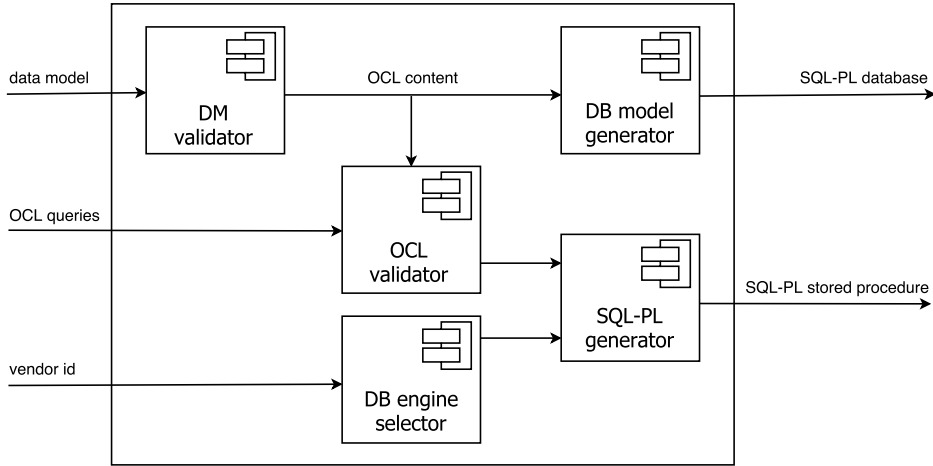 data model
OCL content
SQL-PL database
DM
validator
DB model
generator
OCL queries
OCL
validator
SQL-PL stored procedure
SQL-PL
generator
vendor id
DB engine
selector